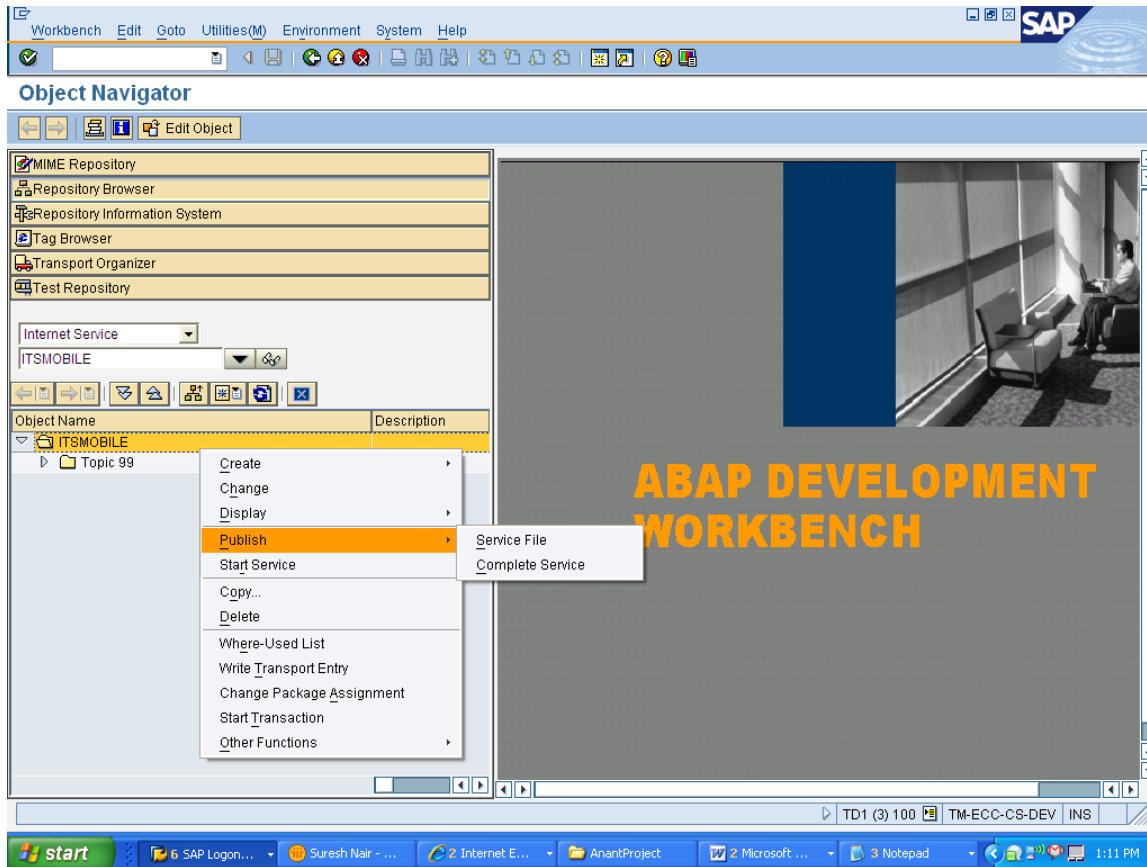 Workbench Edit Goto Utilities(M) Environment System Help
SAP
Object Navigator
Edit Object
MIME Repository
Repository Browser
Repository Information System
Tag Browser
Transport Organizer
Test Repository
Internet Service
ITSMOBILE
Object Name Description
ITSMOBILE
Topic 99
Create
Change
Display
Publish
Start Service
Copy...
Delete
Where-Used List
Write Transport Entry
Change Package Assignment
Start Transaction
Other Functions
Service File
Complete Service
ABAP DEVELOPMENT
WORKBENCH
TD1 (3) 100 TM-ECC-CS-DEV INS
start 6 SAP Logon... Suresh Nair - ... 2 Internet E... AnantProject 2 Microsoft ... 3 Notepad 1:11 PM